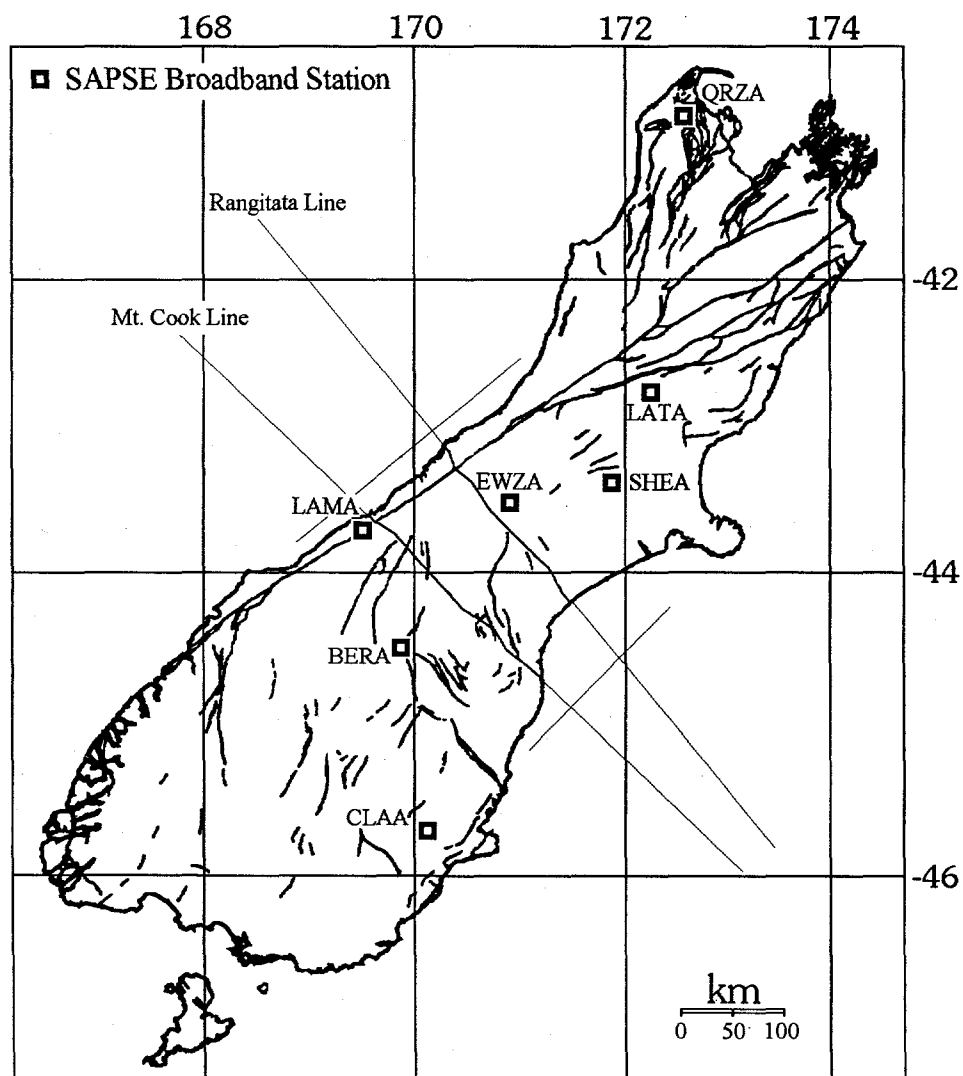 168 170 172 174
SAPSE Broadband Station
QRZA
Rangitata Line
-42
Mt. Cook Line
LATA
EWZA
SHEA
LAMA
-44
BERA
CLAA
-46
km
0 50 100